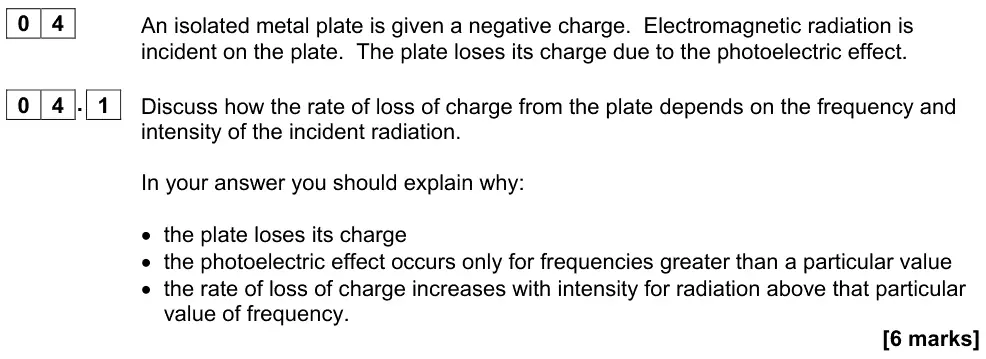 0 4 An isolated metal plate is given a negative charge. Electromagnetic radiation is
incident on the plate. The plate loses its charge due to the photoelectric effect.
0 4 . 1 Discuss how the rate of loss of charge from the plate depends on the frequency and
intensity of the incident radiation.
In your answer you should explain why:
• the plate loses its charge
• the photoelectric effect occurs only for frequencies greater than a particular value
• the rate of loss of charge increases with intensity for radiation above that particular
value of frequency.
[6 marks]